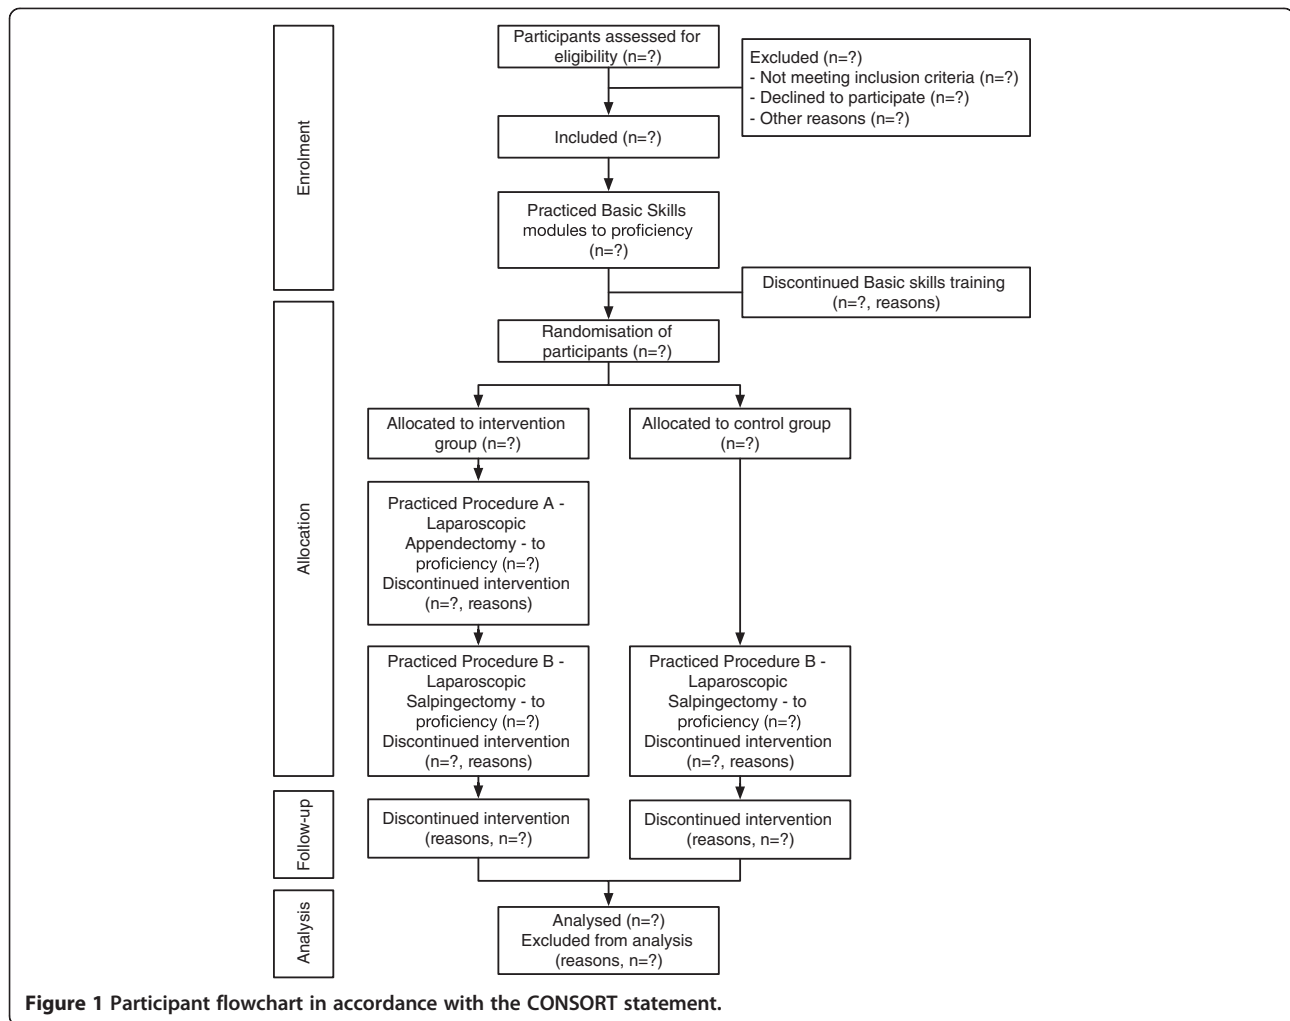 Enrolment
Participants assessed for
eligibility (n=?)
Excluded (n=?)
- Not meeting inclusion criteria (n=?)
- Declined to participate (n=?)
- Other reasons (n=?)
Included (n=?)
Practiced Basic Skills
modules to proficiency
(n=?)
Discontinued Basic skills training
(n=?, reasons)
Allocation
Randomisation of
participants (n=?)
Allocated to intervention
group (n=?)
Allocated to control group
(n=?)
Practiced Procedure A -
Laparoscopic
Appendectomy - to
proficiency (n=?)
Discontinued intervention
(n=?, reasons)
Practiced Procedure B -
Laparoscopic
Salpingectomy - to
proficiency (n=?)
Discontinued intervention
(n=?, reasons)
Practiced Procedure B -
Laparoscopic
Salpingectomy - to
proficiency (n=?)
Discontinued intervention
(n=?, reasons)
Follow-up
Discontinued intervention
(reasons, n=?)
Discontinued intervention
(reasons, n=?)
Analysis
Analysed (n=?)
Excluded from analysis
(reasons, n=?)
Figure 1 Participant flowchart in accordance with the CONSORT statement.